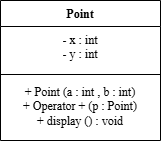 Point
- x : int
- y : int
+ Point (a : int , b : int)
+ Operator + (p : Point)
+ display () : void